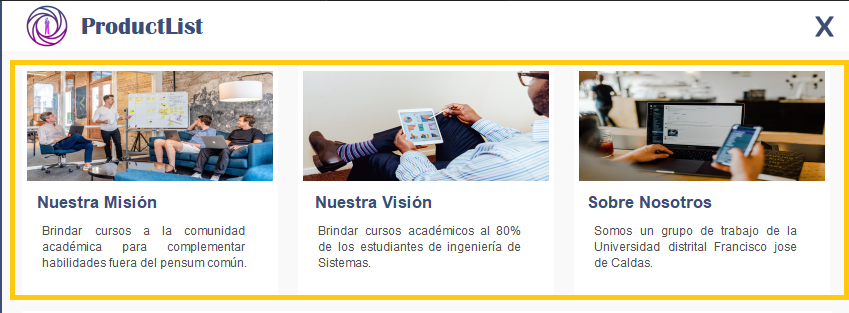 ProductList
X
Nuestra Misión
Brindar cursos a la comunidad
académica para complementar
habilidades fuera del pensum común.
Nuestra Visión
Brindar cursos académicos al 80%
de los estudiantes de ingeniería de
Sistemas.
Sobre Nosotros
Somos un grupo de trabajo de la
Universidad distrital Francisco jose
de Caldas.